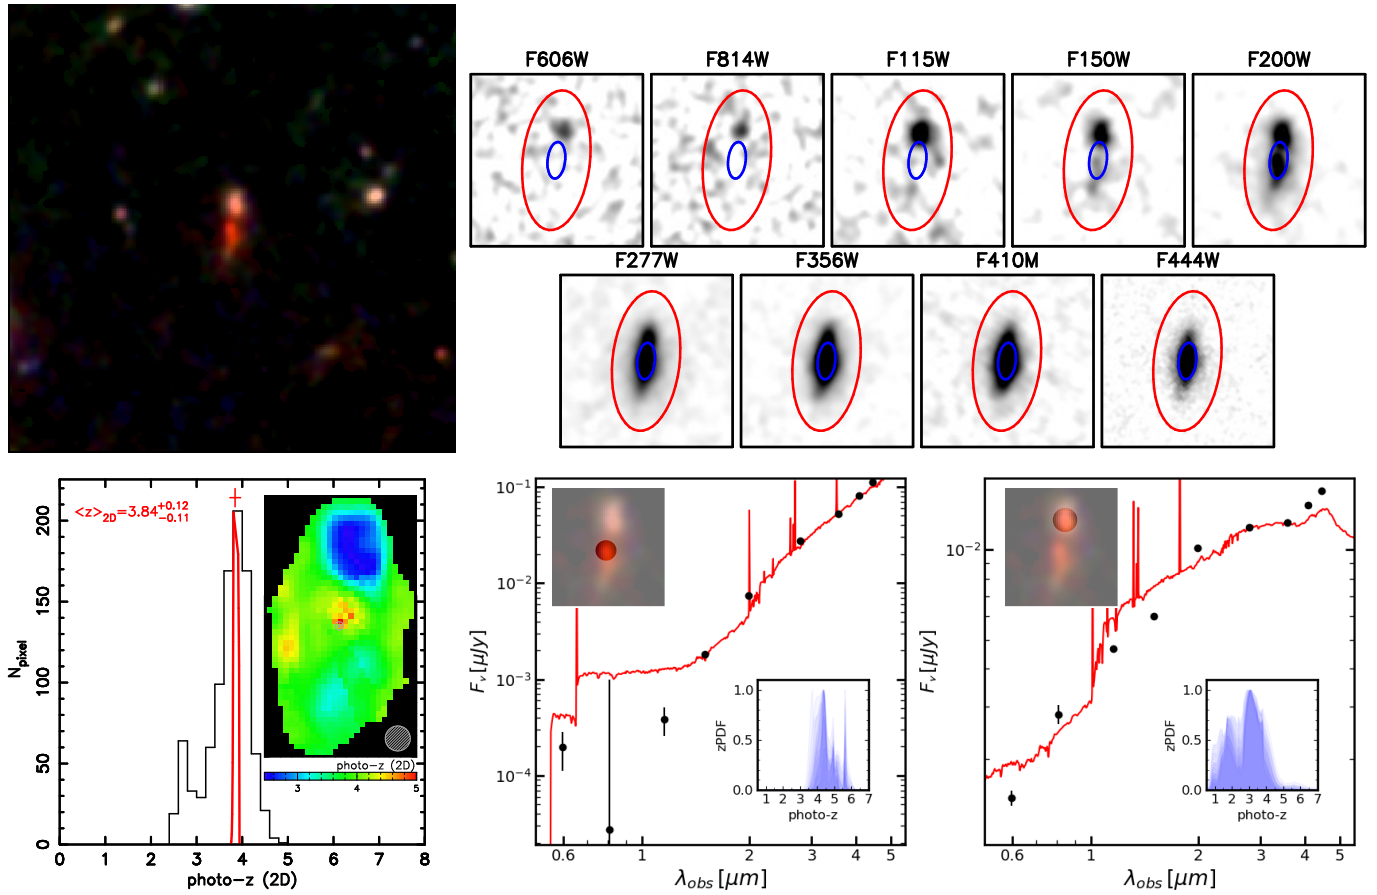 F606W F814W F115W F150W F200W
F277W F356W F410M F444W
<z>2D=3.84+0.12−0.11
Npixel
0 50 100 150 200
0 1 2 3 4 5 6 7 8
photo−z (2D)
photo−z (2D)
3 4 5
Fν [μJy]
10−1
10−2
10−3
10−4
zPDF
1.0
0.5
0.0
1 2 3 4 5 6 7
photo-z
0.6 1 2 3 4 5
λobs [μm]
Fν [μJy]
10−2
zPDF
1.0
0.5
0.0
1 2 3 4 5 6 7
photo-z
0.6 1 2 3 4 5
λobs [μm]